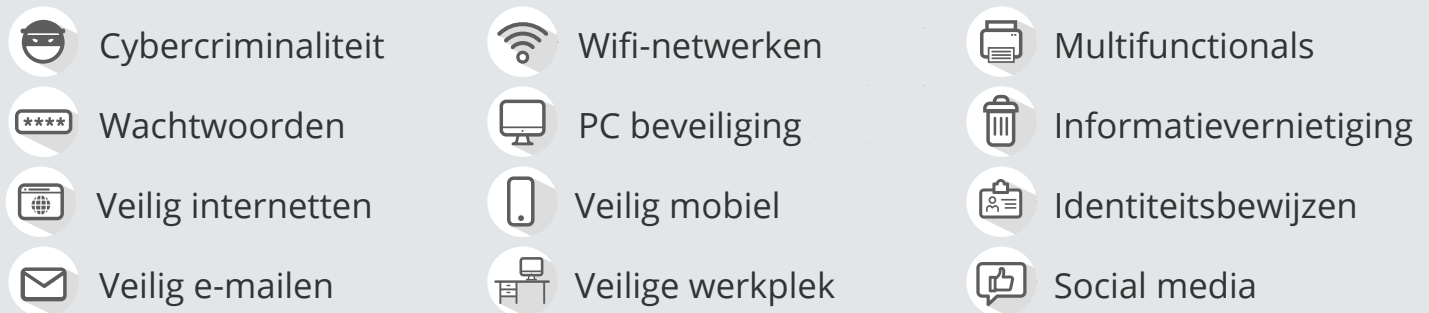 Cybercriminaliteit
Wachtwoorden
****
Veilig internetten
Veilig e-mailen
Wifi-netwerken
PC beveiliging
Veilig mobiel
Veilige werkplek
Multifunctionals
Informatievernietiging
Identiteitsbewijzen
Social media